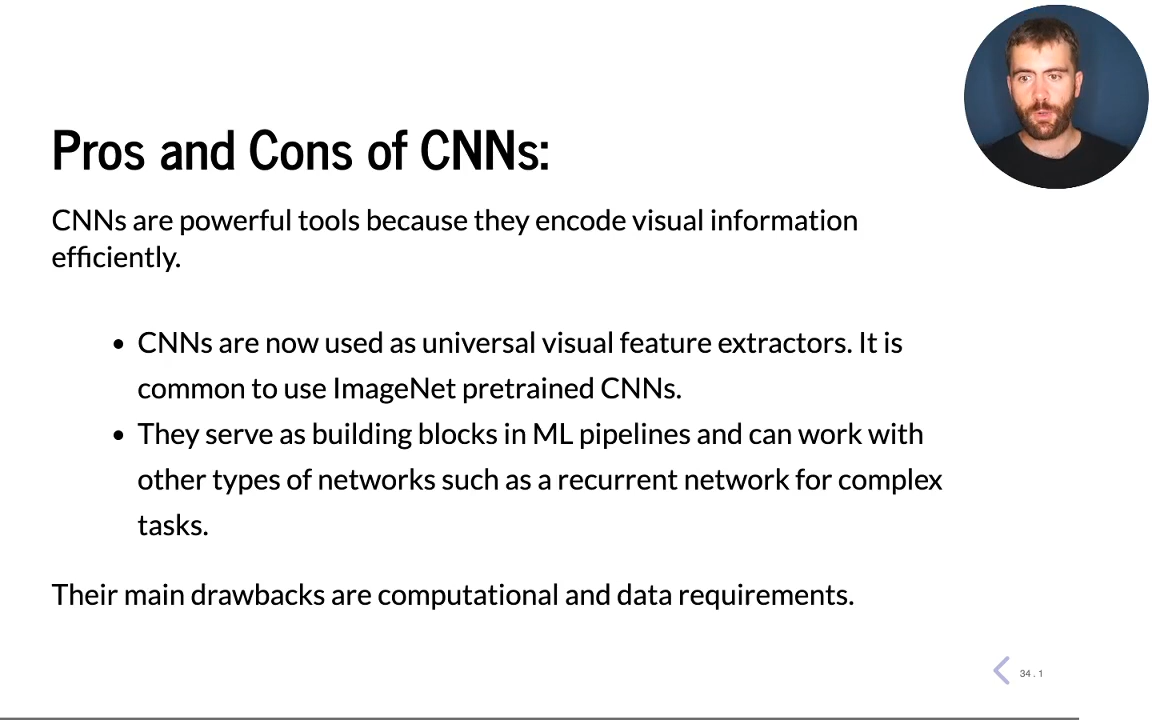 Pros and Cons of CNNs:
CNNs are powerful tools because they encode visual information
efficiently.
• CNNs are now used as universal visual feature extractors. It is
common to use ImageNet pretrained CNNs.
• They serve as building blocks in ML pipelines and can work with
other types of networks such as a recurrent network for complex
tasks.
Their main drawbacks are computational and data requirements.
34 . 1